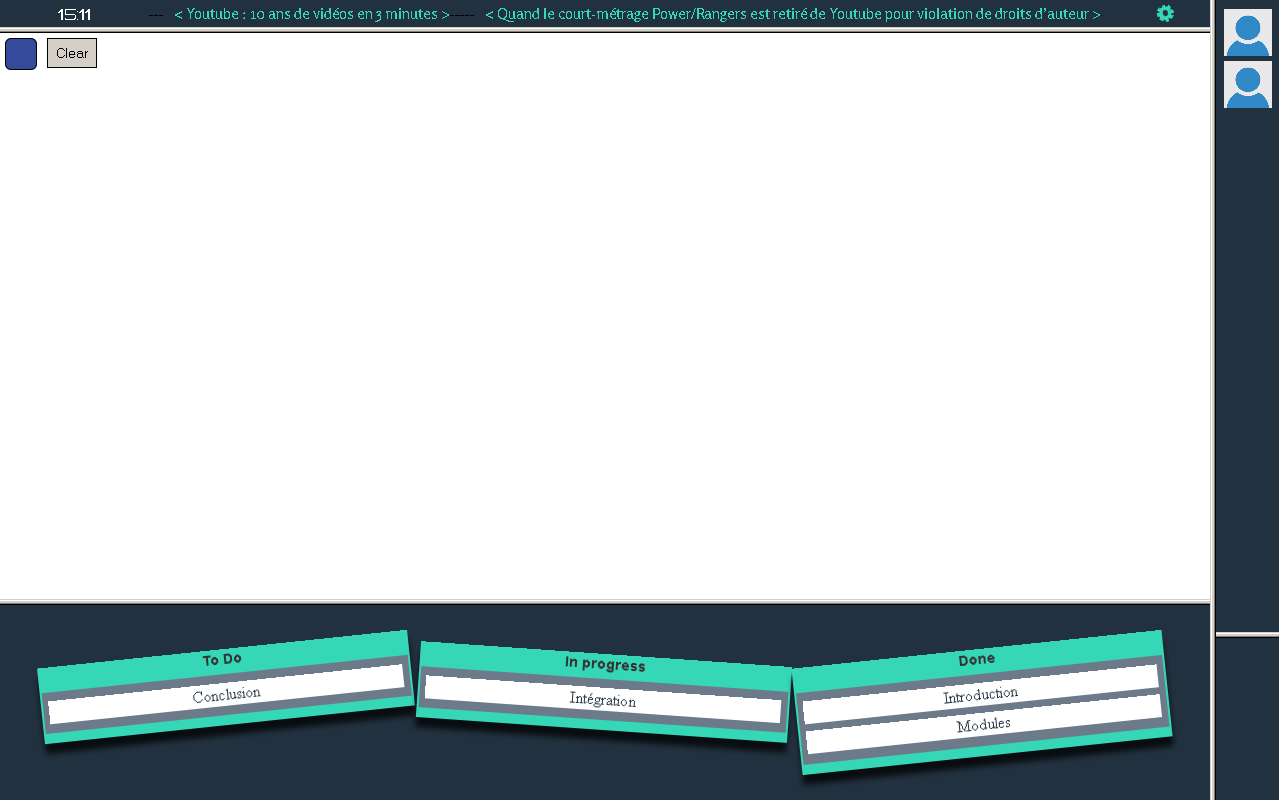 15:11 --- < Youtube : 10 ans de vidéos en 3 minutes >----- < Quand le court-métrage Power/Rangers est retiré de Youtube pour violation de droits d'auteur >
Clear
To Do
Conclusion
In progress
Intégration
Done
Introduction
Modules